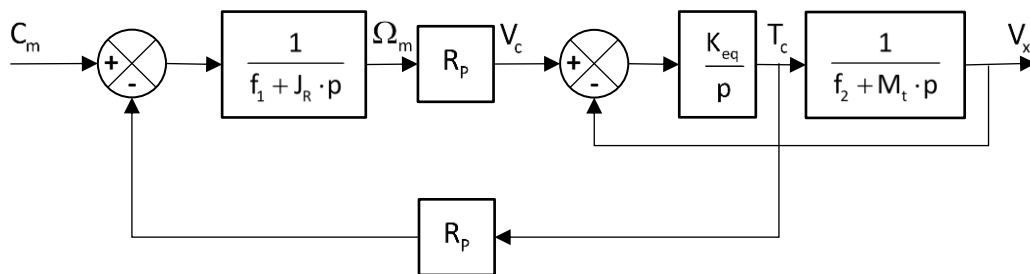 C_m
+
-
1
f_1 + J_R · p
Ω_m
R_P
V_c
+
-
K_eq
p
T_c
1
f_2 + M_t · p
V_x
R_P